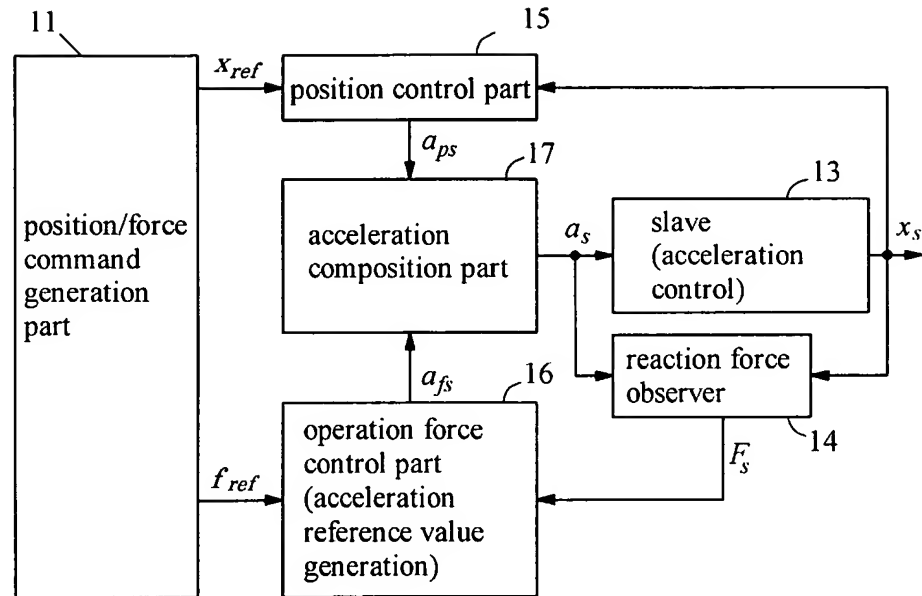 11
15
x_ref
position control part
a_ps
17
13
position/force
command
generation
part
acceleration
composition part
a_s
slave
(acceleration
control)
x_s
a_fs
16
reaction force
observer
14
operation force
control part
(acceleration
reference value
generation)
f_ref
F_s